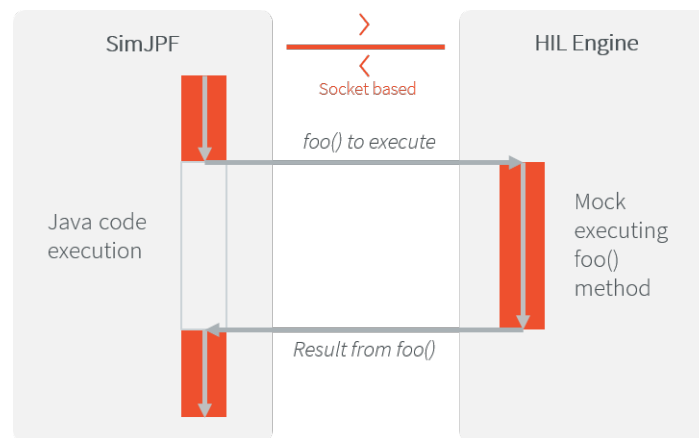 SimJPF
HIL Engine
Socket based
foo() to execute
Java code
execution
Mock
executing
foo()
method
Result from foo()